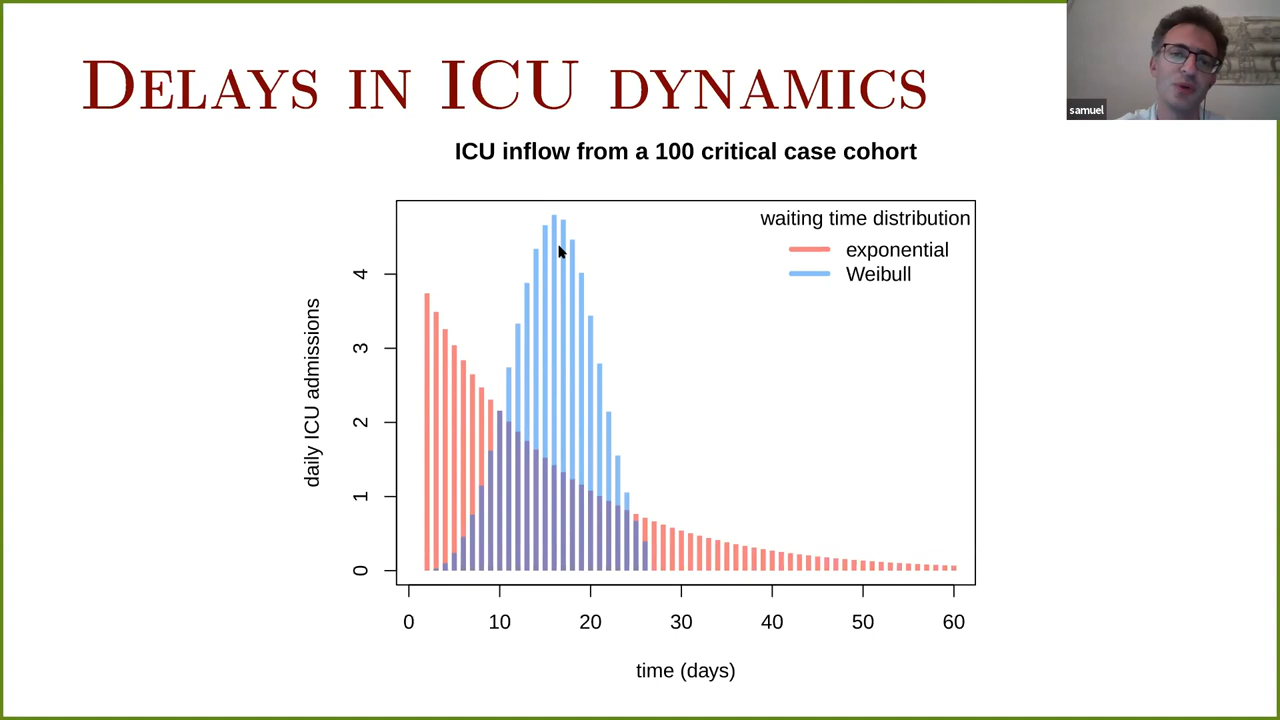 DELAYS IN ICU DYNAMICS
samuel
ICU inflow from a 100 critical case cohort
waiting time distribution
exponential
Weibull
daily ICU admissions
4
3
2
1
0
0 10 20 30 40 50 60
time (days)